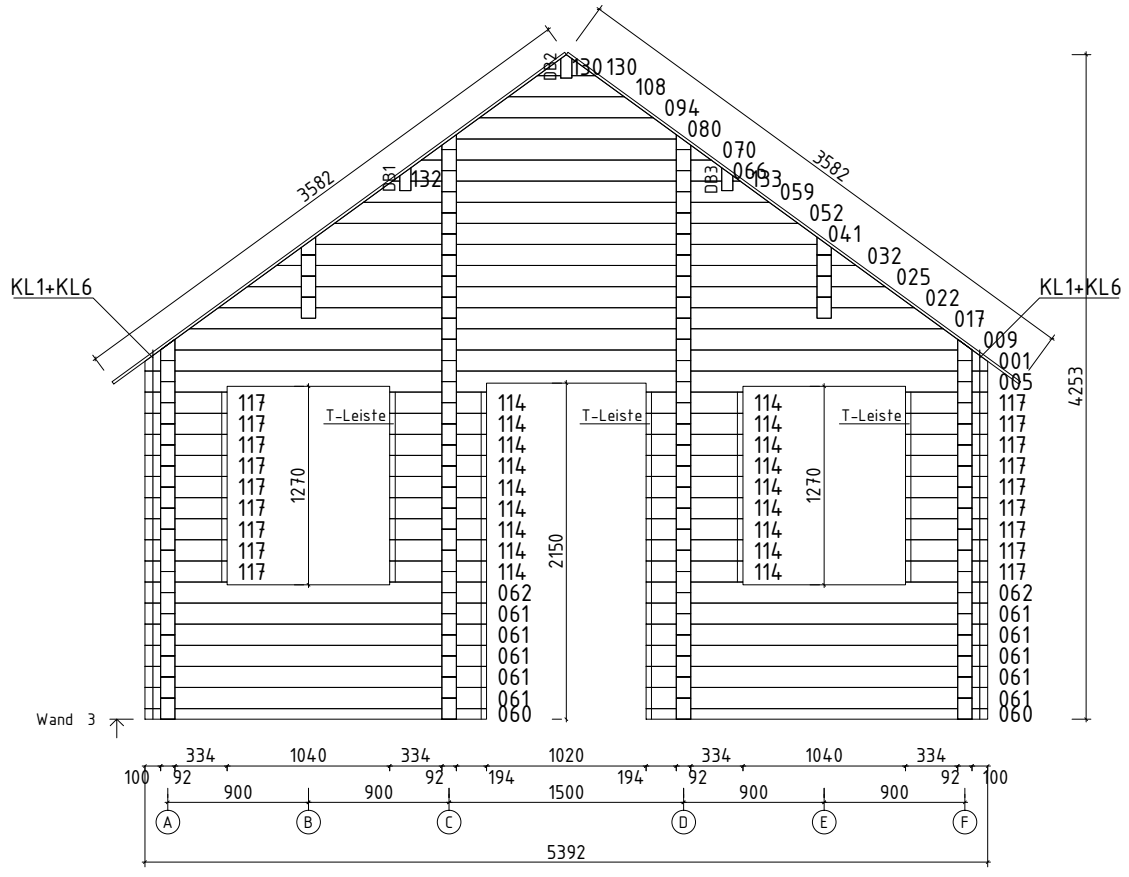 DB2 130 130
108
094
080
070
3582 DB1 132 DB3 066 133 3582
059
052
041
032
KL1+KL6 025 KL1+KL6
022
017
009
001
005
4253
117 114 114 117
T-Leiste T-Leiste T-Leiste
117 114 114 117
117 114 114 117
117 114 114 117
1270 1270
117 114 114 117
117 114 114 117
117 114 114 117
2150
117 114 114 117
117 114 114 117
062 062
061 061
061 061
061 061
061 061
061 061
060 060
Wand 3
334 1040 334 1020 334 1040 334
100 92 92 194 194 92 92 100
900 900 1500 900 900
A B C D E F
5392